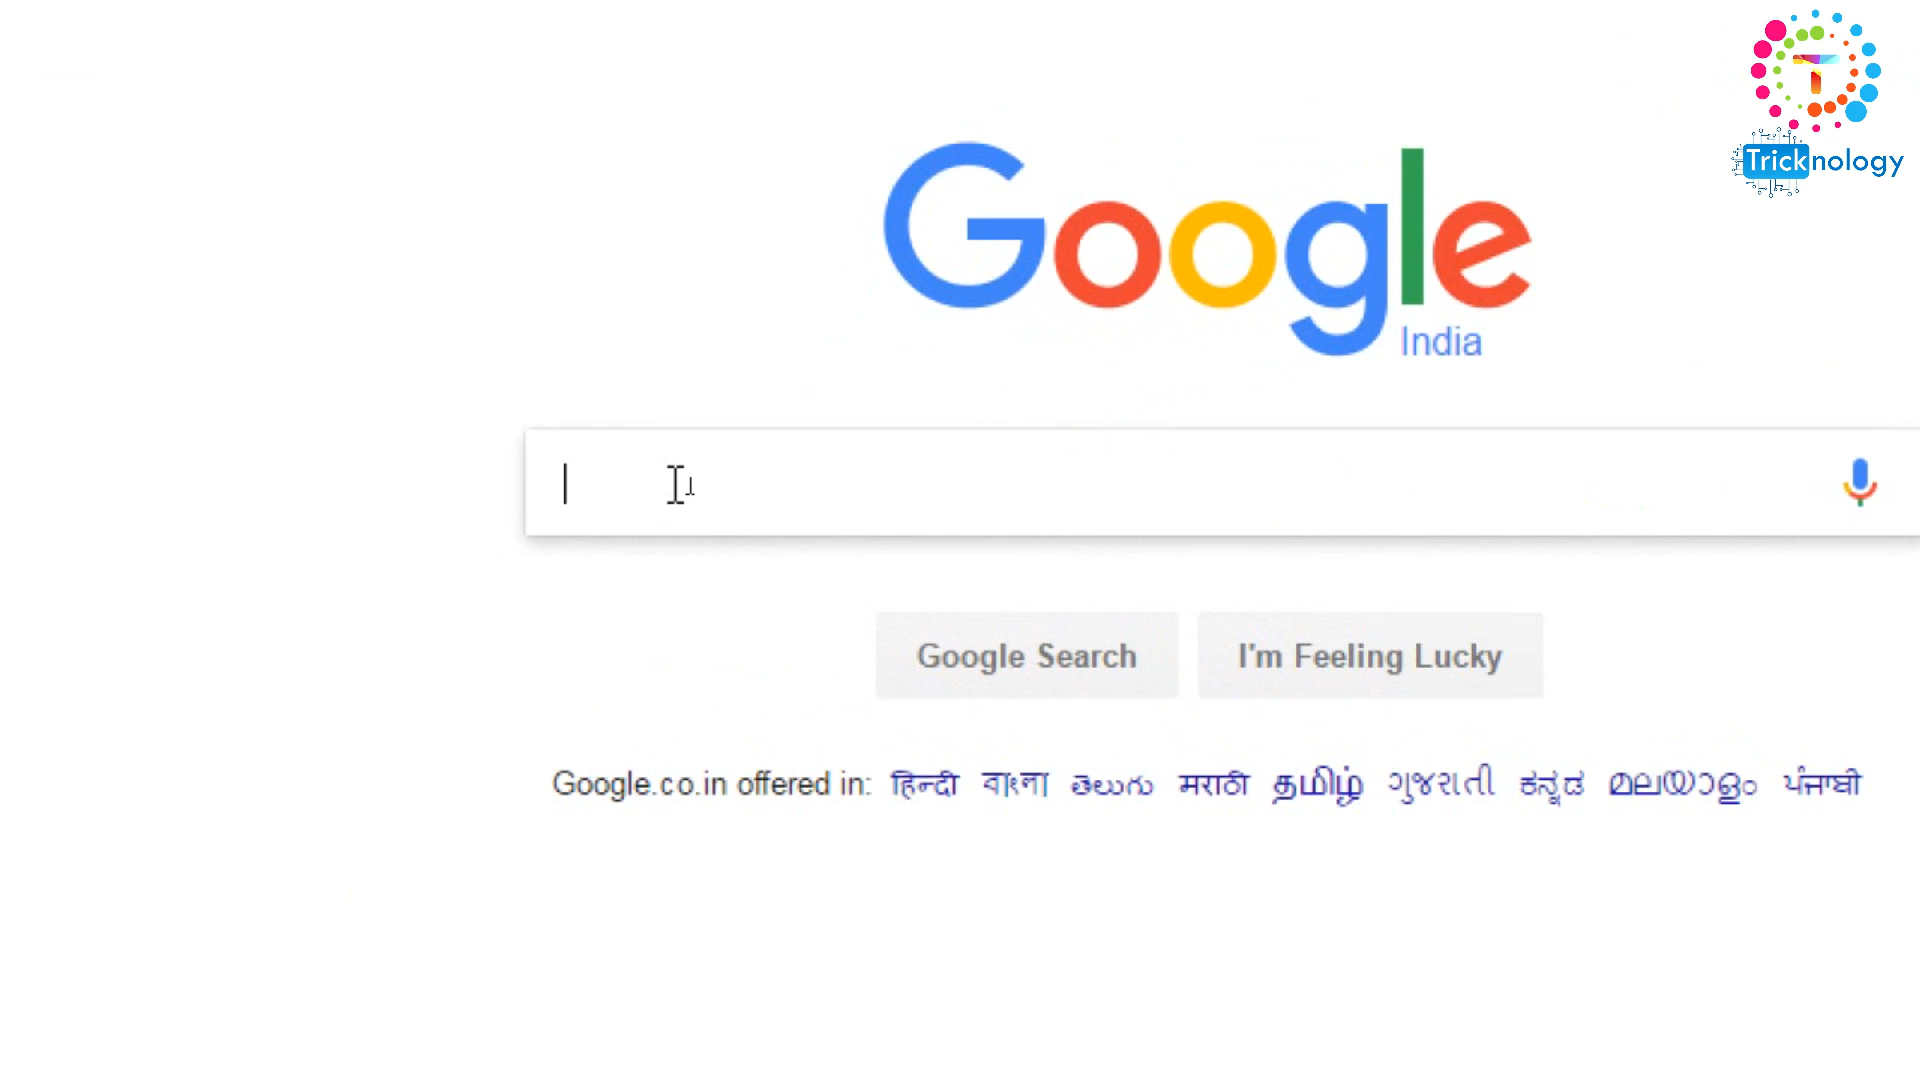 T
Tricknology
Google
India
Google Search
I'm Feeling Lucky
Google.co.in offered in: हिन्दी বাংলা తెలుగు मराठी தமிழ் ગુજરાતી ಕನ್ನಡ മലയാളം ਪੰਜਾਬੀ